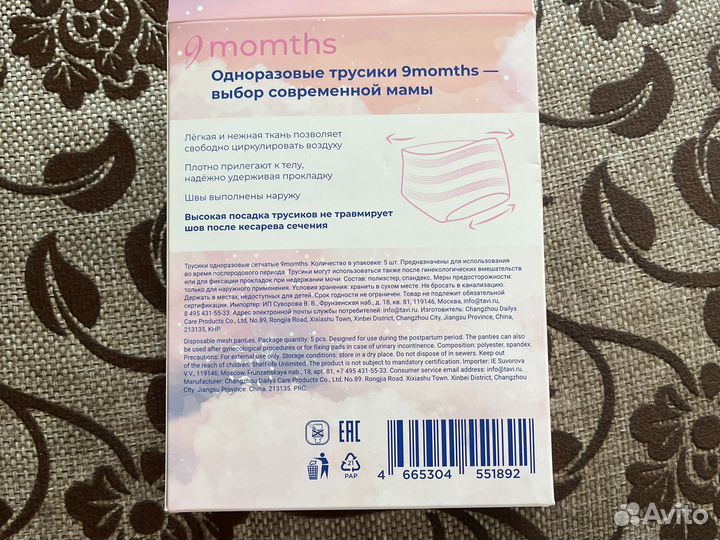 9 momths
Одноразовые трусики 9momths —
выбор современной мамы
Лёгкая и нежная ткань позволяет
свободно циркулировать воздуху
Плотно прилегают к телу,
надёжно удерживая прокладку
Швы выполнены наружу
Высокая посадка трусиков не травмирует
шов после кесарева сечения
Трусики одноразовые сетчатые 9momths. Количество в упаковке: 5 шт. Предназначены для использования
во время послеродового периода. Трусики могут использоваться также после гинекологических вмешательств
или для фиксации прокладок при недержании мочи. Состав: полиэстер, спандекс. Меры предосторожности:
только для наружного применения. Условия хранения: хранить в сухом месте. Не бросать в канализацию.
Держать в местах, недоступных для детей. Срок годности не ограничен. Товар не подлежит обязательной
сертификации. Импортер: ИП Суворова В. В., Фрунзенская наб., д. 18, кв. 81, 119146, Москва, info@tavi.ru,
8 495 431-55-33. Адрес электронной почты службы потребителей: info@tavi.ru. Изготовитель: Changzhou Dailys
Care Products Co., Ltd, No.89, Rongjia Road, Xixiashu Town, Xinbei District, Changzhou City, Jiangsu Province, China,
213135, КНР.
Disposable mesh panties. Package quantity: 5 pcs. Designed for use during the postpartum period. The panties can also be
used after gynecological procedures or for fixing pads in case of urinary incontinence. Composition: polyester, spandex.
Precautions: For external use only. Storage conditions: store in a dry place. Do not dispose of in sewers. Keep out
of the reach of children. Shelf-life Unlimited. The product is not subject to mandatory certification. Importer: IE Suvorova
V.V., 119146, Moscow, Frunzenskaya nab., 18, apt. 81, +7 495 431-55-33. Consumer service email address: info@tavi.ru.
Manufacturer: Changzhou Dailys Care Products Co., Ltd., No.89. Rongjia Road. Xixiashu Town. Xinbei District. Changzhou
City. Jiangsu Province. China. 213135. PRC.
EAC
21
PAP
4 665304 551892
Avito